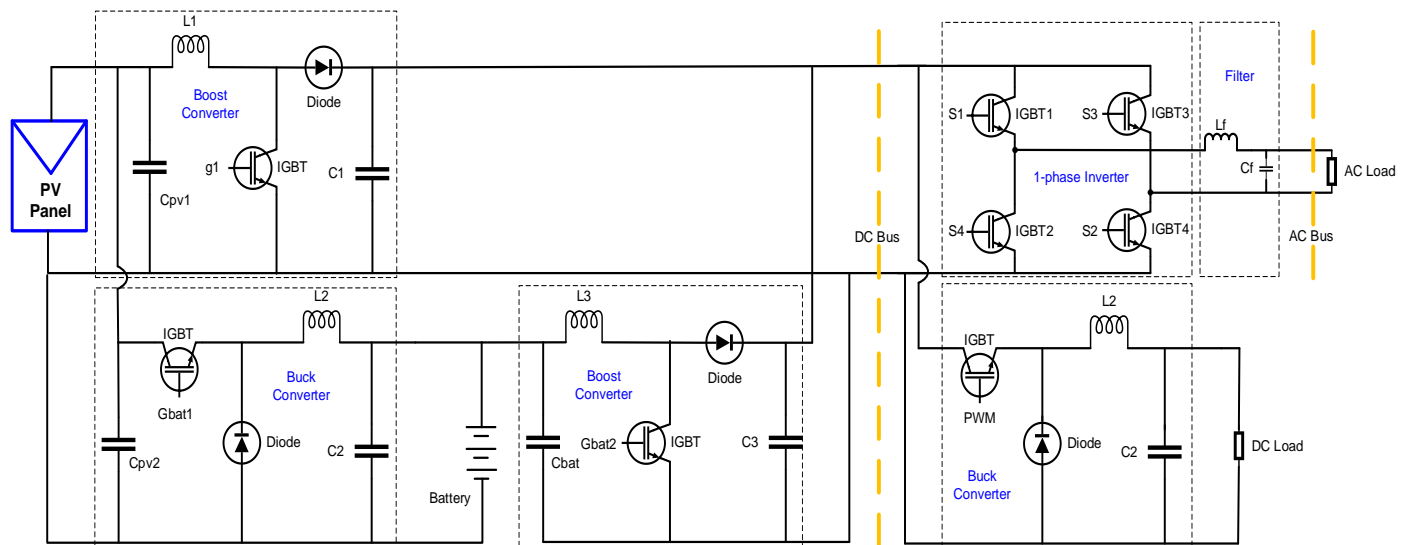 L1
Boost
Converter
Diode
PV
Panel
Cpv1
g1
IGBT
C1
DC Bus
S1
IGBT1
S3
IGBT3
1-phase Inverter
S4
IGBT2
S2
IGBT4
Filter
Lf
Cf
AC Load
AC Bus
IGBT
L2
Gbat1
Buck
Converter
Diode
Cpv2
C2
Battery
L3
Boost
Converter
Diode
Cbat
Gbat2
IGBT
C3
IGBT
L2
PWM
Diode
C2
DC Load
Buck
Converter